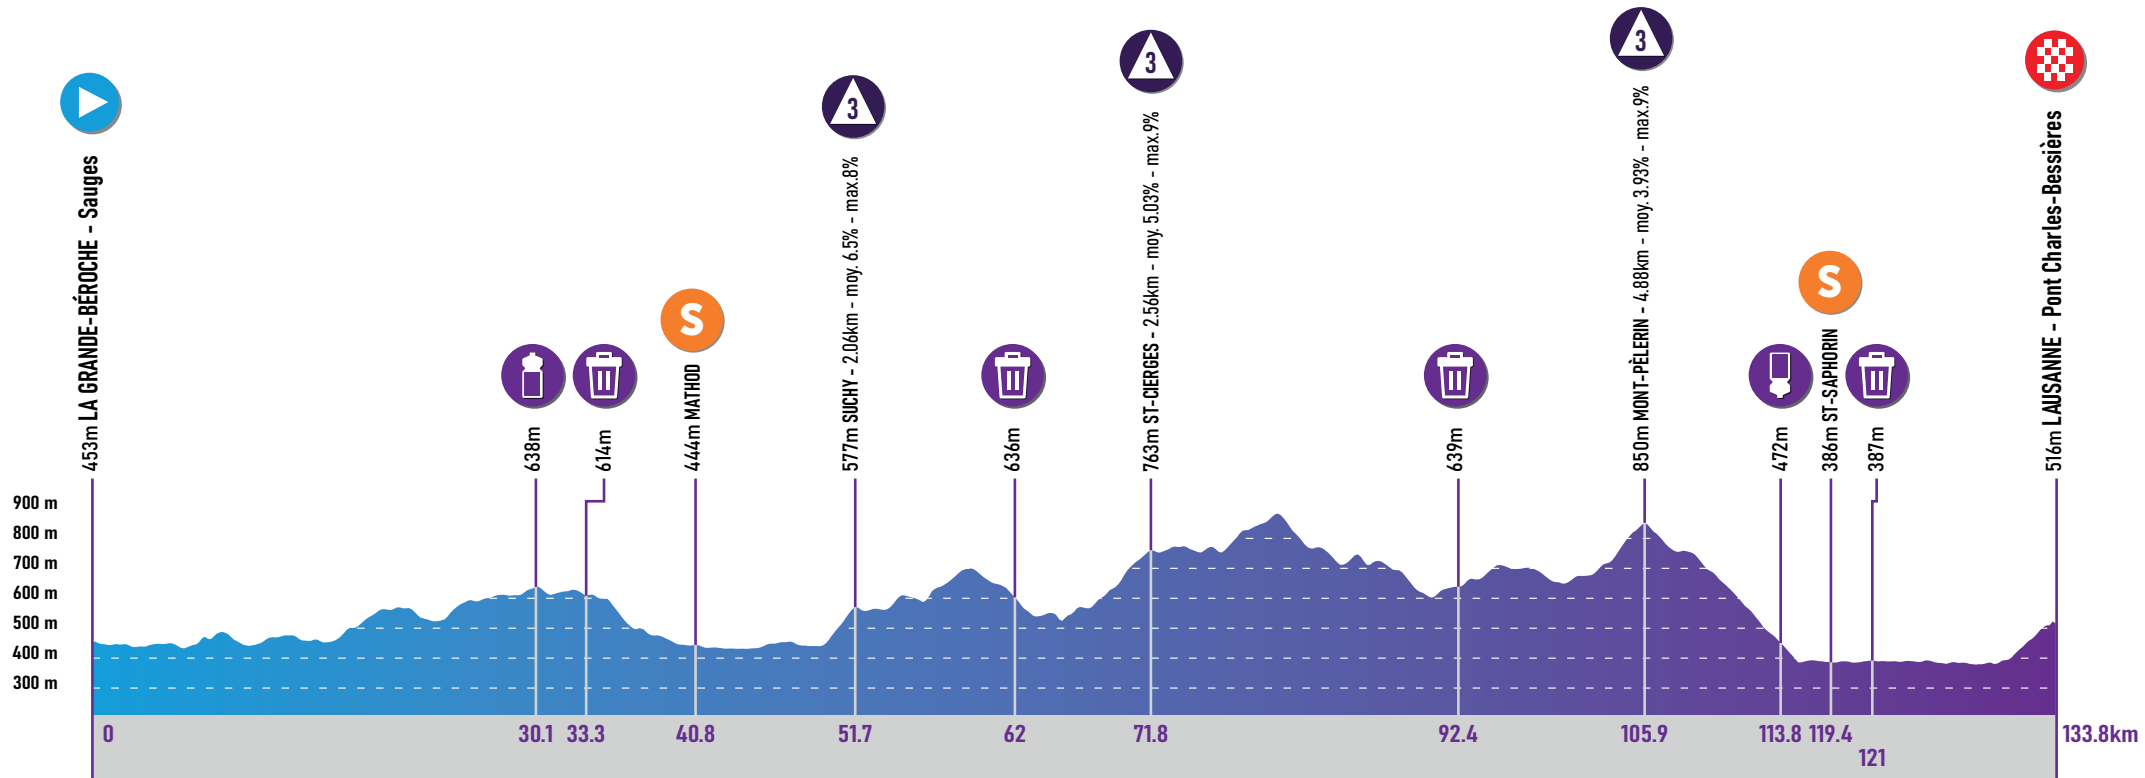 3
3
3
S
S
453m LA GRANDE-BÉROCHE - Sauges
638m
614m
444m MATHOD
577m SUCHY - 2.06km - moy. 6.5% - max.8%
636m
763m ST-CIERGES - 2.56km - moy. 5.03% - max.9%
639m
850m MONT-PÈLERIN - 4.88km - moy. 3.93% - max.9%
472m
386m ST-SAPHORIN
387m
516m LAUSANNE - Pont Charles-Bessières
900 m
800 m
700 m
600 m
500 m
400 m
300 m
0
30.1
33.3
40.8
51.7
62
71.8
92.4
105.9
113.8
119.4
121
133.8km